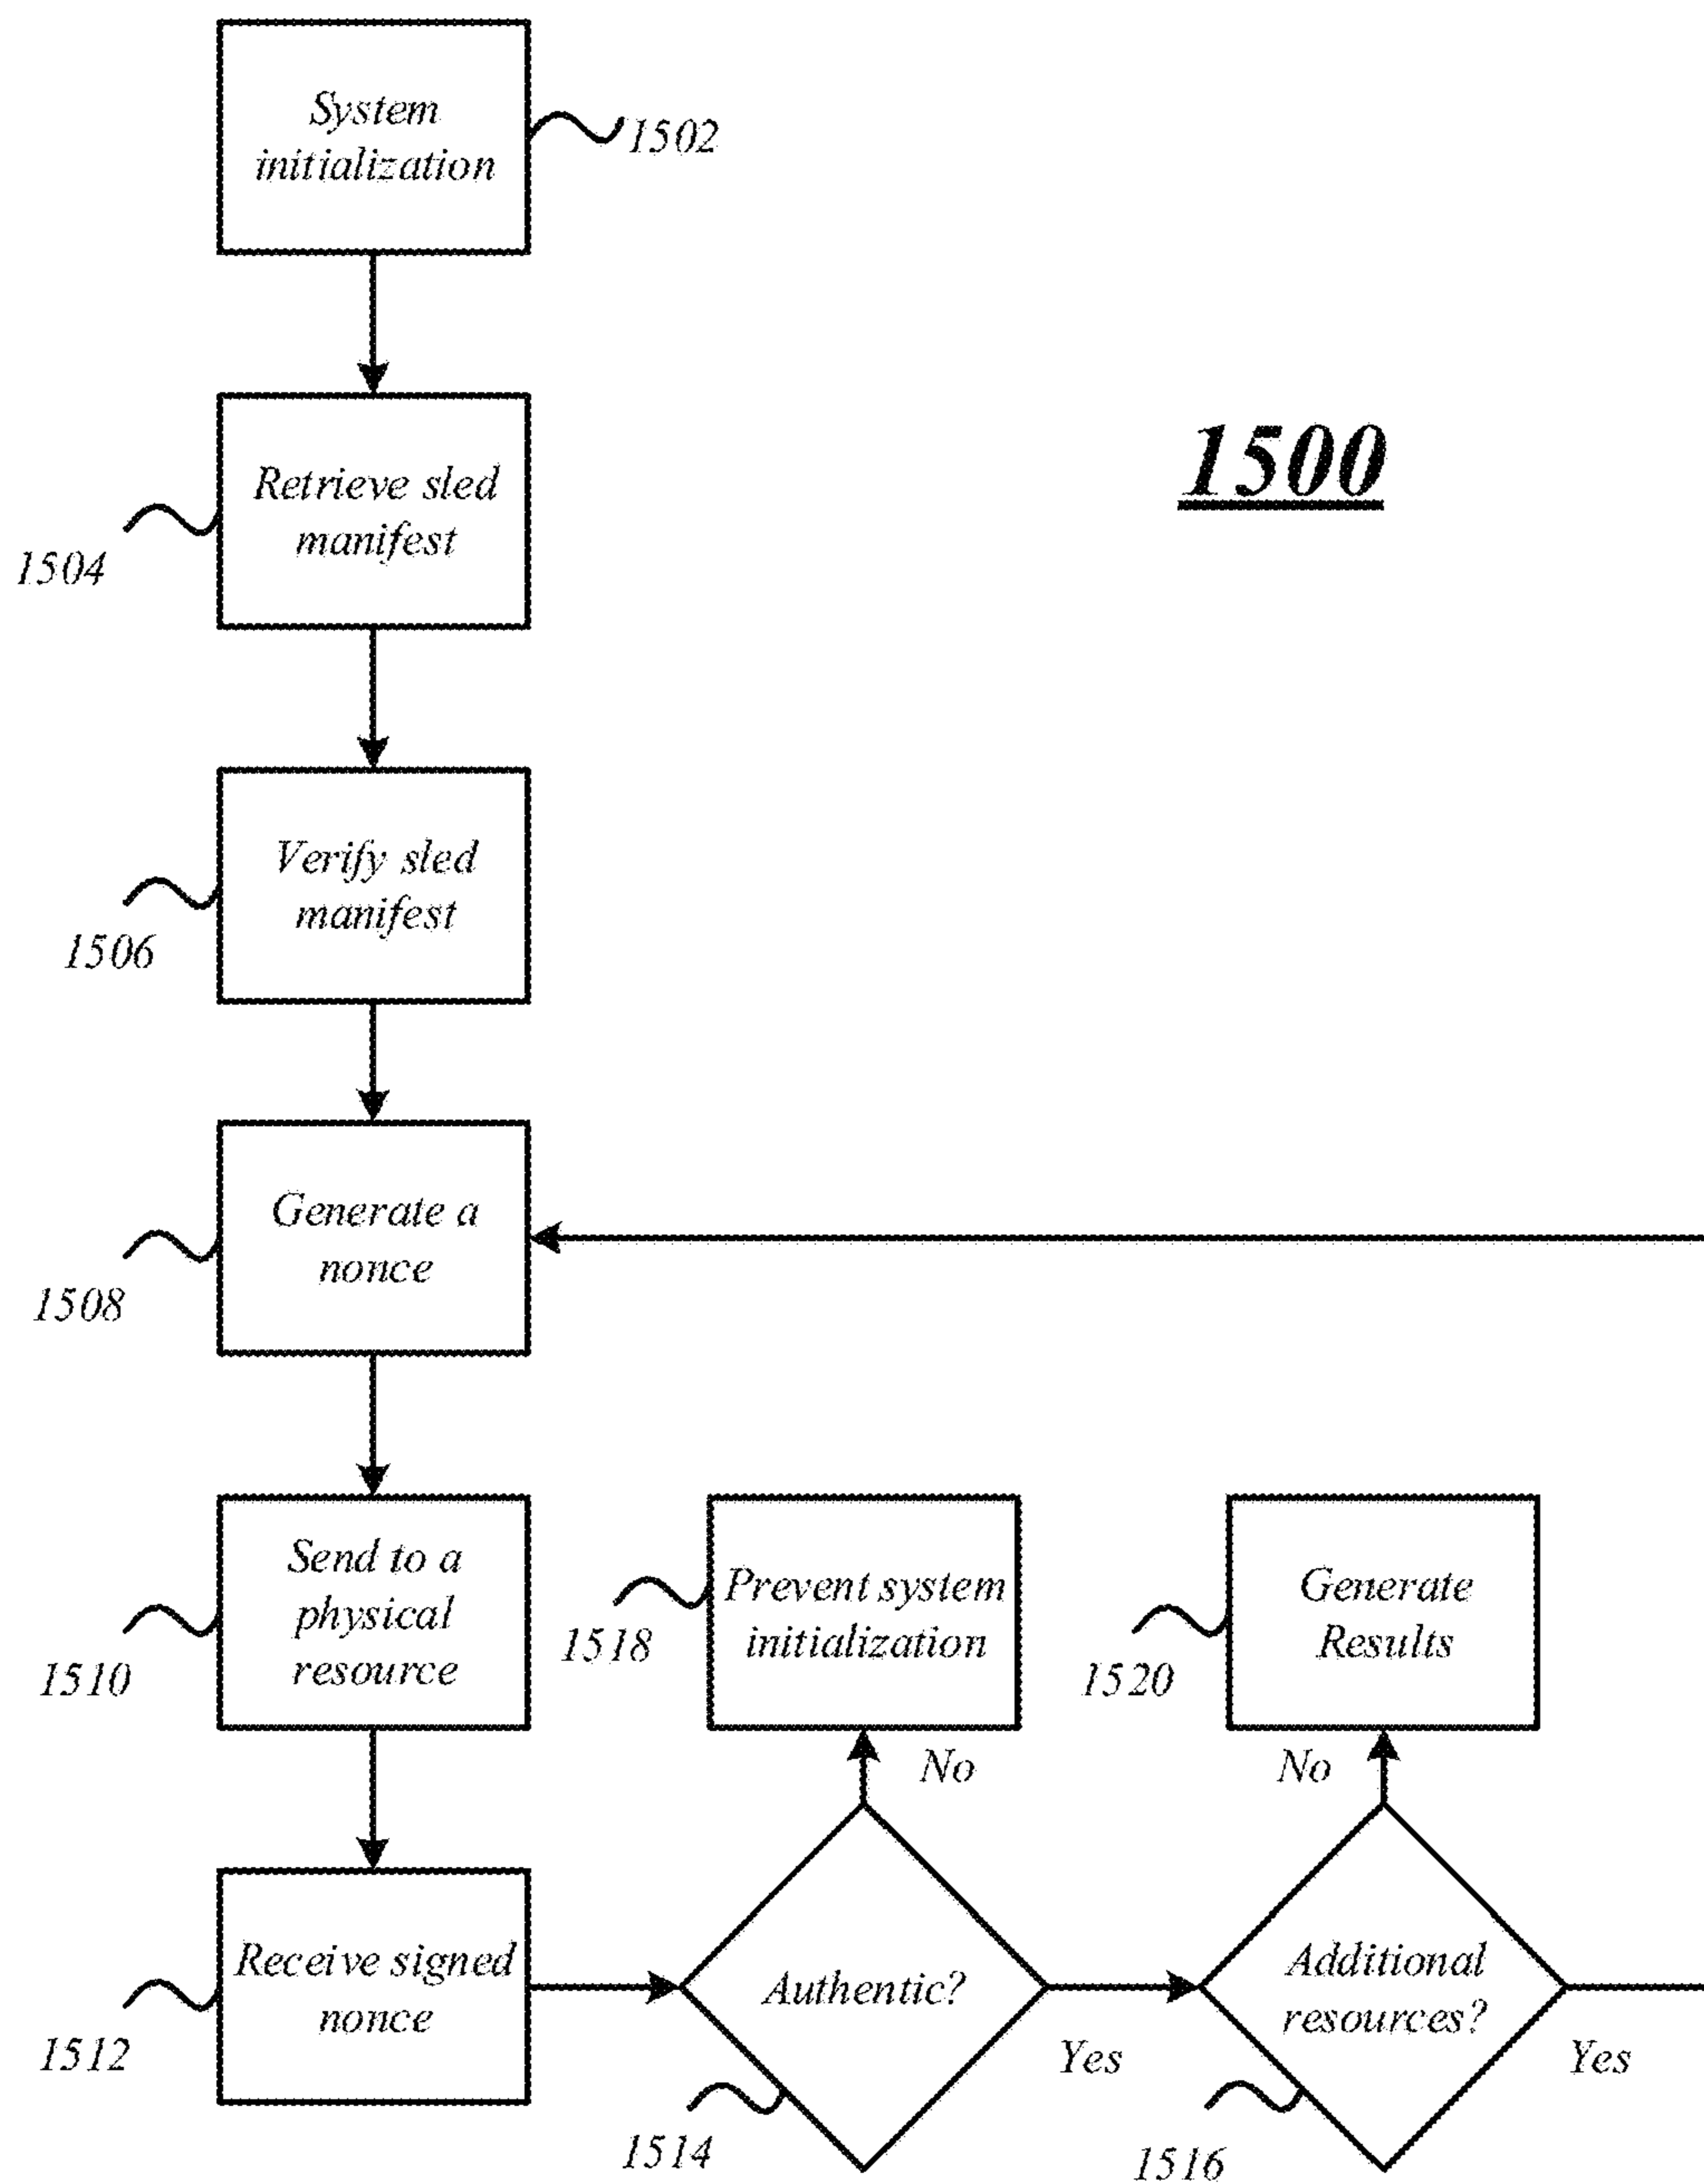 System
initialization
1502
1500
Retrieve sled
manifest
1504
Verify sled
manifest
1506
Generate a
nonce
1508
Send to a
physical
resource
1510
Prevent system
initialization
1518
Generate
Results
1520
No
No
Receive signed
nonce
1512
Authentic?
Yes
1514
Additional
resources?
Yes
1516